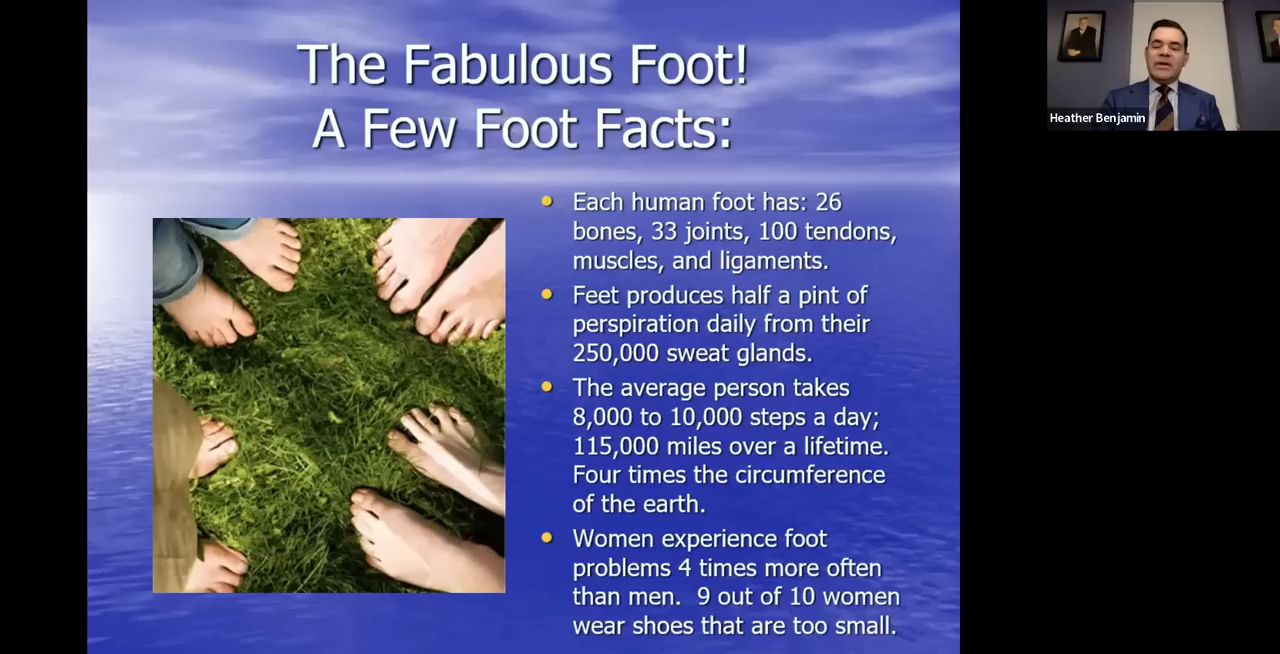 The Fabulous Foot!
A Few Foot Facts:
Each human foot has: 26
bones, 33 joints, 100 tendons,
muscles, and ligaments.
Feet produces half a pint of
perspiration daily from their
250,000 sweat glands.
The average person takes
8,000 to 10,000 steps a day;
115,000 miles over a lifetime.
Four times the circumference
of the earth.
Women experience foot
problems 4 times more often
than men.  9 out of 10 women
wear shoes that are too small.
Heather Benjamin